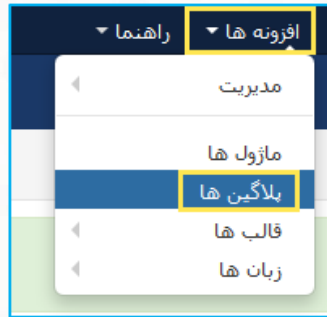 افزونه ها راهنما
مدیریت
ماژول ها
پلاگین ها
قالب ها
زبان ها